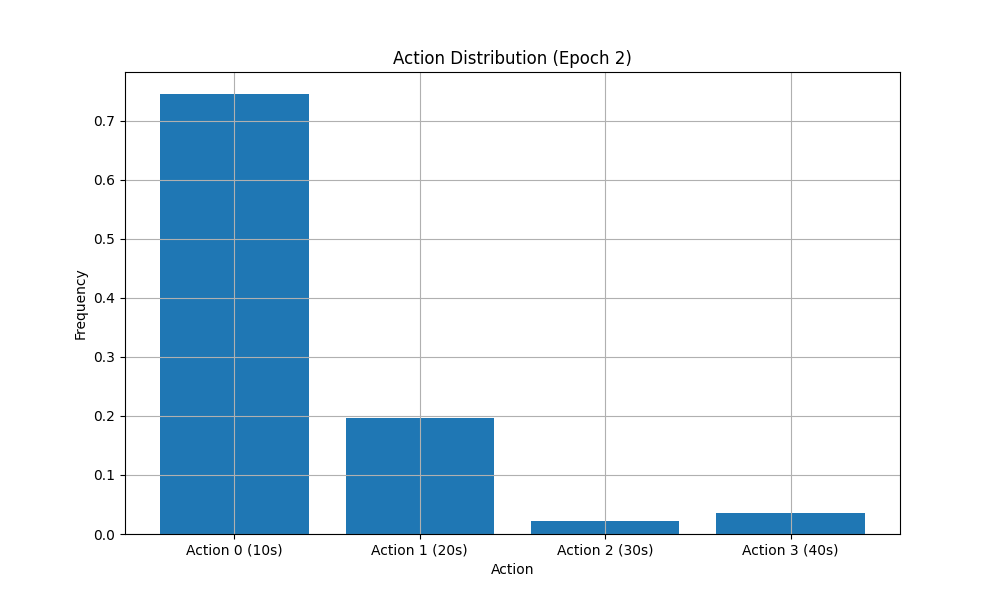 Action Distribution (Epoch 2)
Frequency
0.7
0.6
0.5
0.4
0.3
0.2
0.1
0.0
Action 0 (10s) Action 1 (20s) Action 2 (30s) Action 3 (40s)
Action